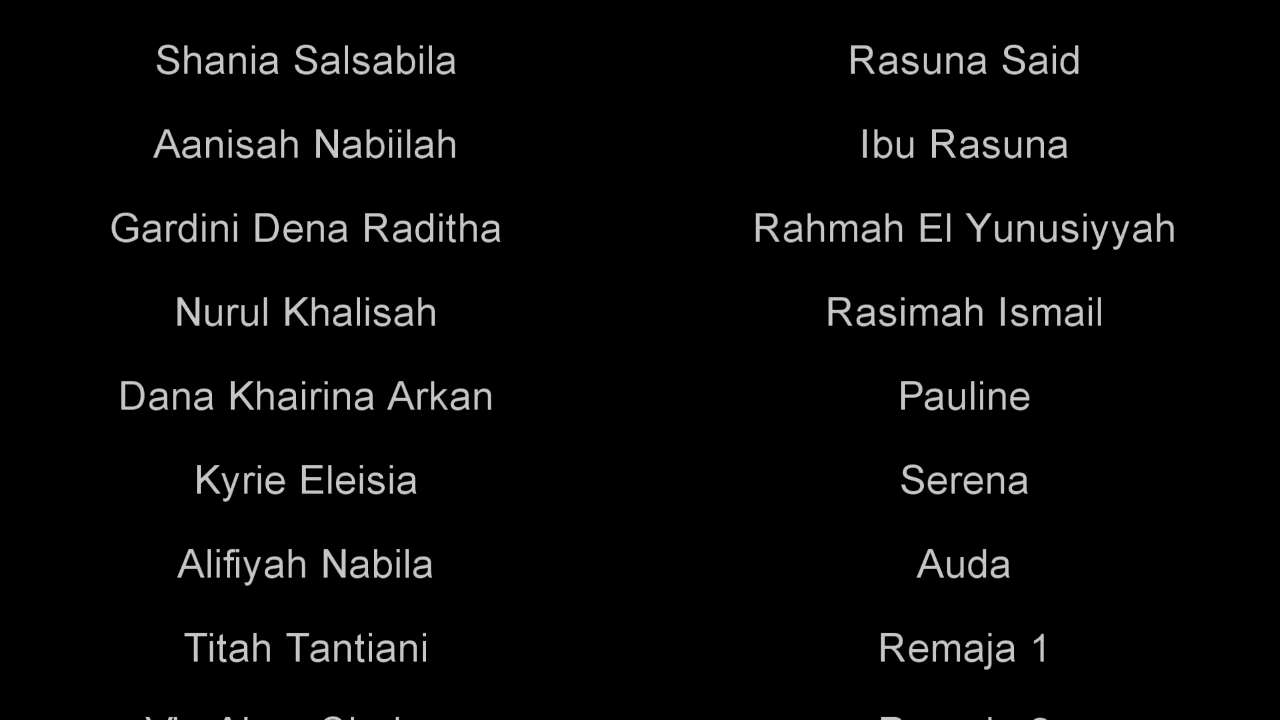 Shania Salsabila Rasuna Said
Aanisah Nabiilah Ibu Rasuna
Gardini Dena Raditha Rahmah El Yunusiyyah
Nurul Khalisah Rasimah Ismail
Dana Khairina Arkan Pauline
Kyrie Eleisia Serena
Alifiyah Nabila Auda
Titah Tantiani Remaja 1